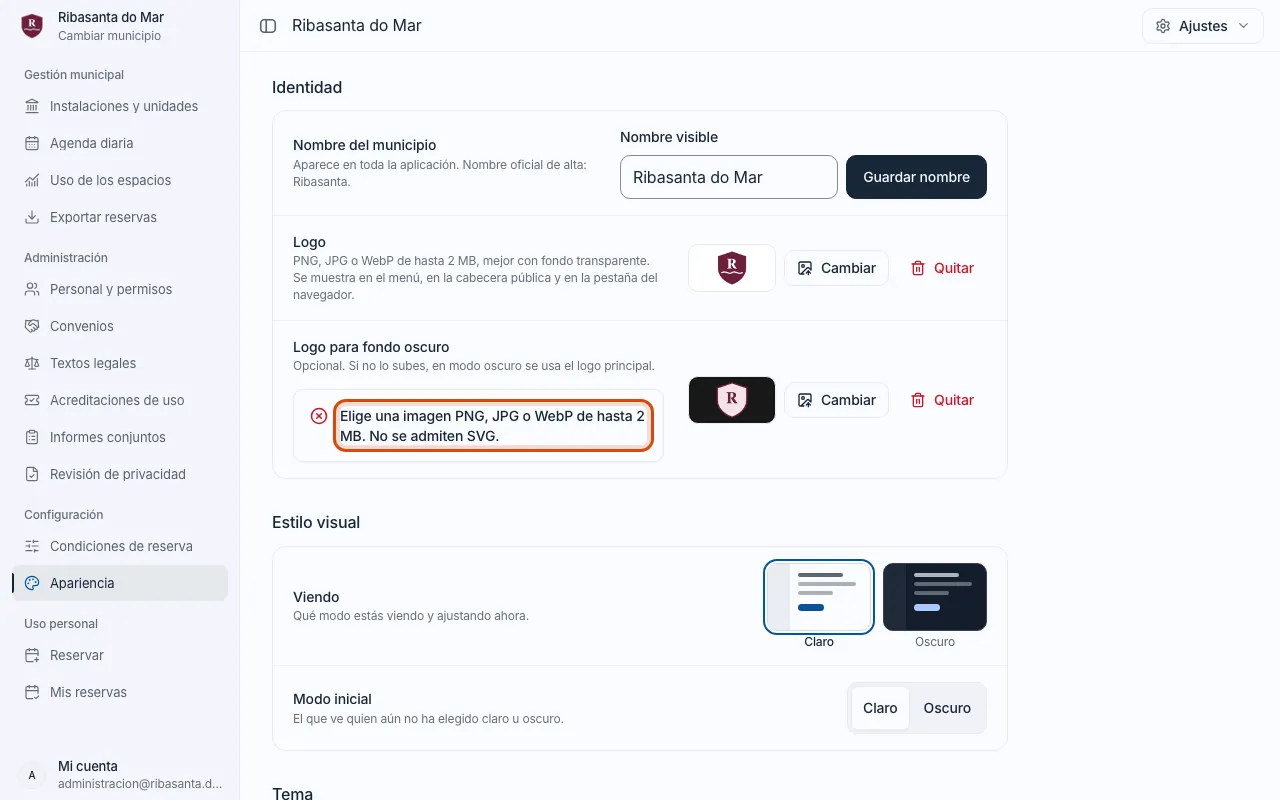 Ribasanta do Mar
Cambiar municipio
Gestión municipal
Instalaciones y unidades
Agenda diaria
Uso de los espacios
Exportar reservas
Administración
Personal y permisos
Convenios
Textos legales
Acreditaciones de uso
Informes conjuntos
Revisión de privacidad
Configuración
Condiciones de reserva
Apariencia
Uso personal
Reservar
Mis reservas
A
Mi cuenta
administracion@ribasanta.d...
Ribasanta do Mar
Ajustes
Identidad
Nombre del municipio
Aparece en toda la aplicación. Nombre oficial de alta:
Ribasanta.
Nombre visible
Ribasanta do Mar
Guardar nombre
Logo
PNG, JPG o WebP de hasta 2 MB, mejor con fondo transparente.
Se muestra en el menú, en la cabecera pública y en la pestaña del
navegador.
R
Cambiar
Quitar
Logo para fondo oscuro
Opcional. Si no lo subes, en modo oscuro se usa el logo principal.
Elige una imagen PNG, JPG o WebP de hasta 2
MB. No se admiten SVG.
R
Cambiar
Quitar
Estilo visual
Viendo
Qué modo estás viendo y ajustando ahora.
Claro
Oscuro
Modo inicial
El que ve quien aún no ha elegido claro u oscuro.
Claro
Oscuro
Tema